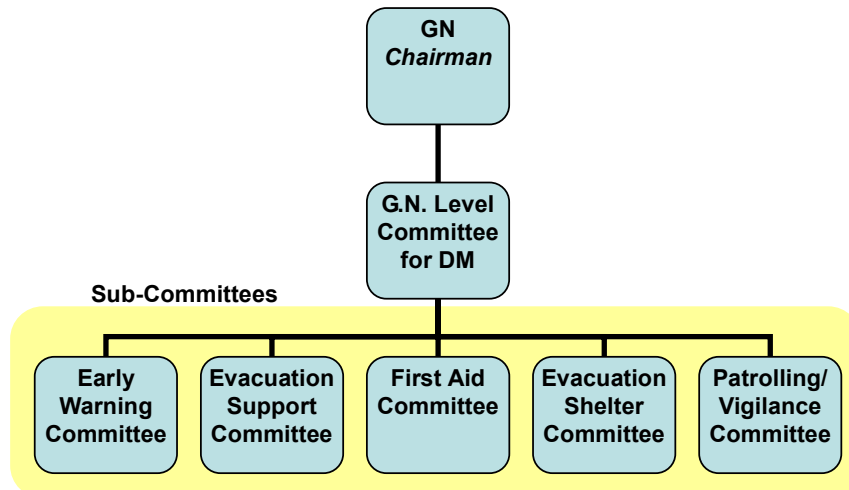 GN
Chairman
G.N. Level
Committee
for DM
Sub-Committees
Early
Warning
Committee
Evacuation
Support
Committee
First Aid
Committee
Evacuation
Shelter
Committee
Patrolling/
Vigilance
Committee